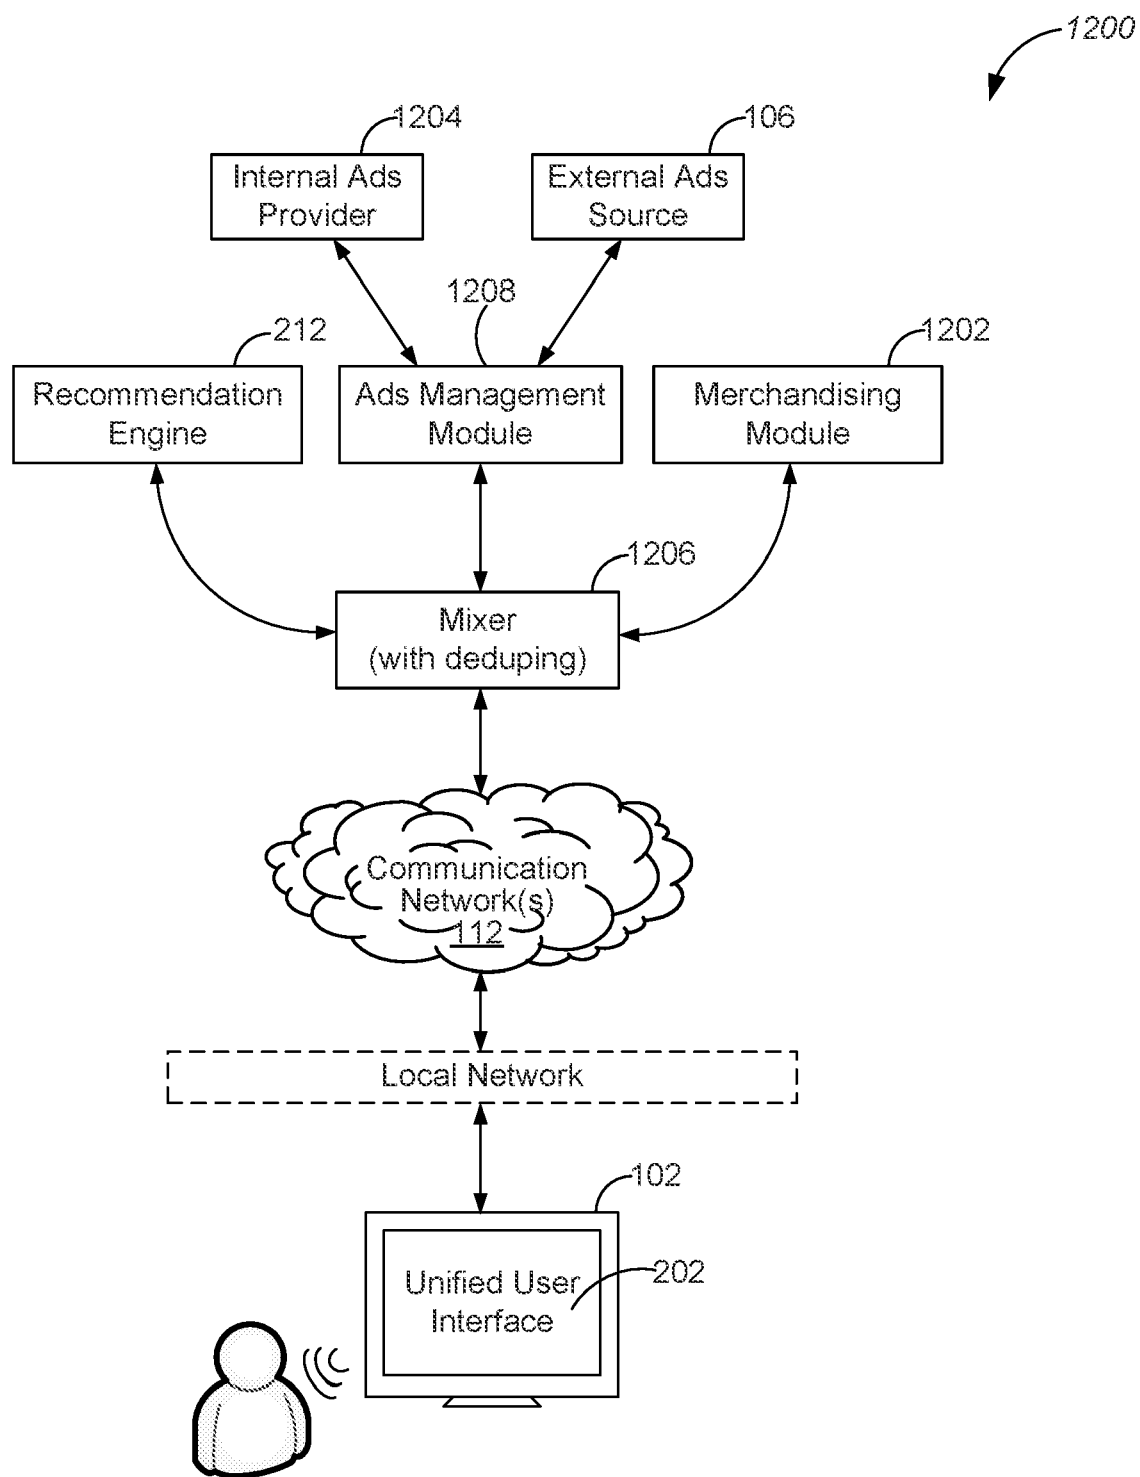 1200
1204
106
Internal Ads
Provider
External Ads
Source
1208
212
1202
Recommendation
Engine
Ads Management
Module
Merchandising
Module
1206
Mixer
(with deduping)
Communication
Network(s)
112
Local Network
102
Unified User
Interface
202